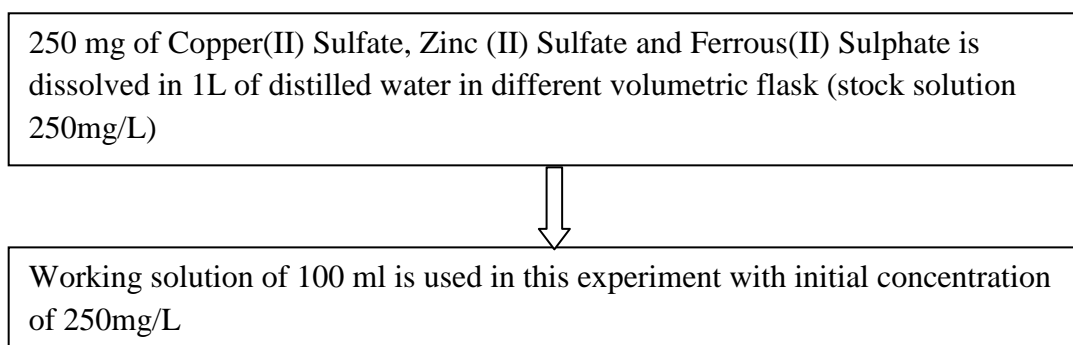 250 mg of Copper(II) Sulfate, Zinc (II) Sulfate and Ferrous(II) Sulphate is
dissolved in 1L of distilled water in different volumetric flask (stock solution
250mg/L)
Working solution of 100 ml is used in this experiment with initial concentration
of 250mg/L